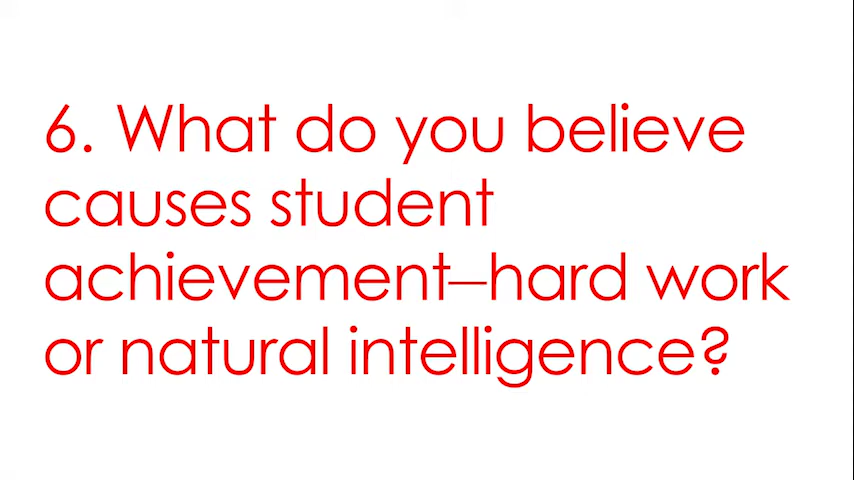 6. What do you believe
causes student
achievement—hard work
or natural intelligence?